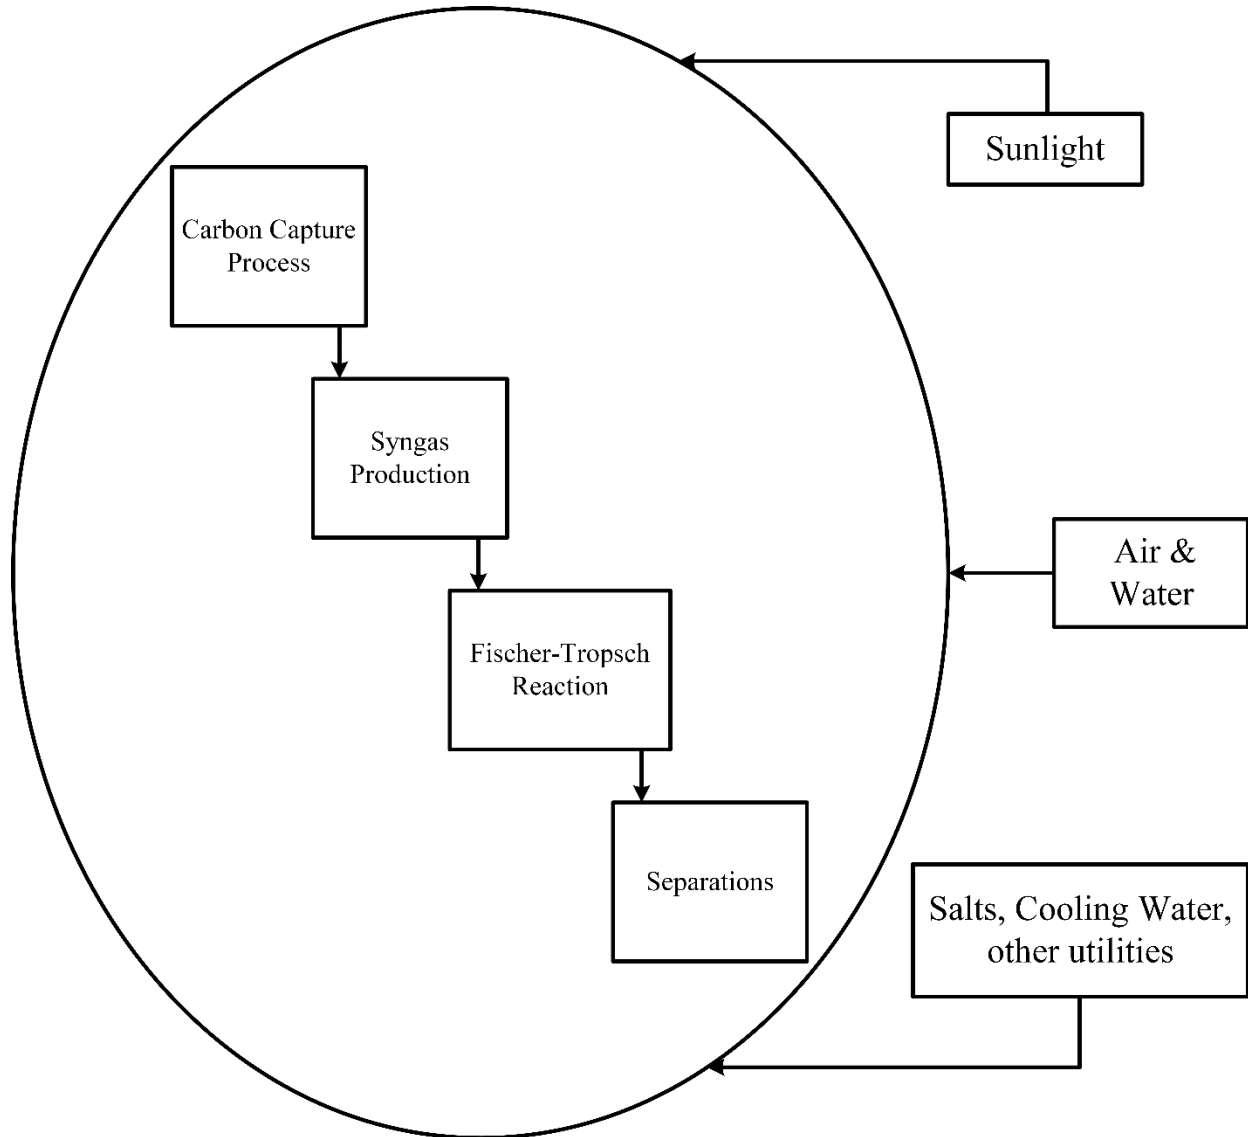 Sunlight
Carbon Capture
Process
Syngas
Production
Air &
Water
Fischer-Tropsch
Reaction
Separations
Salts, Cooling Water,
other utilities